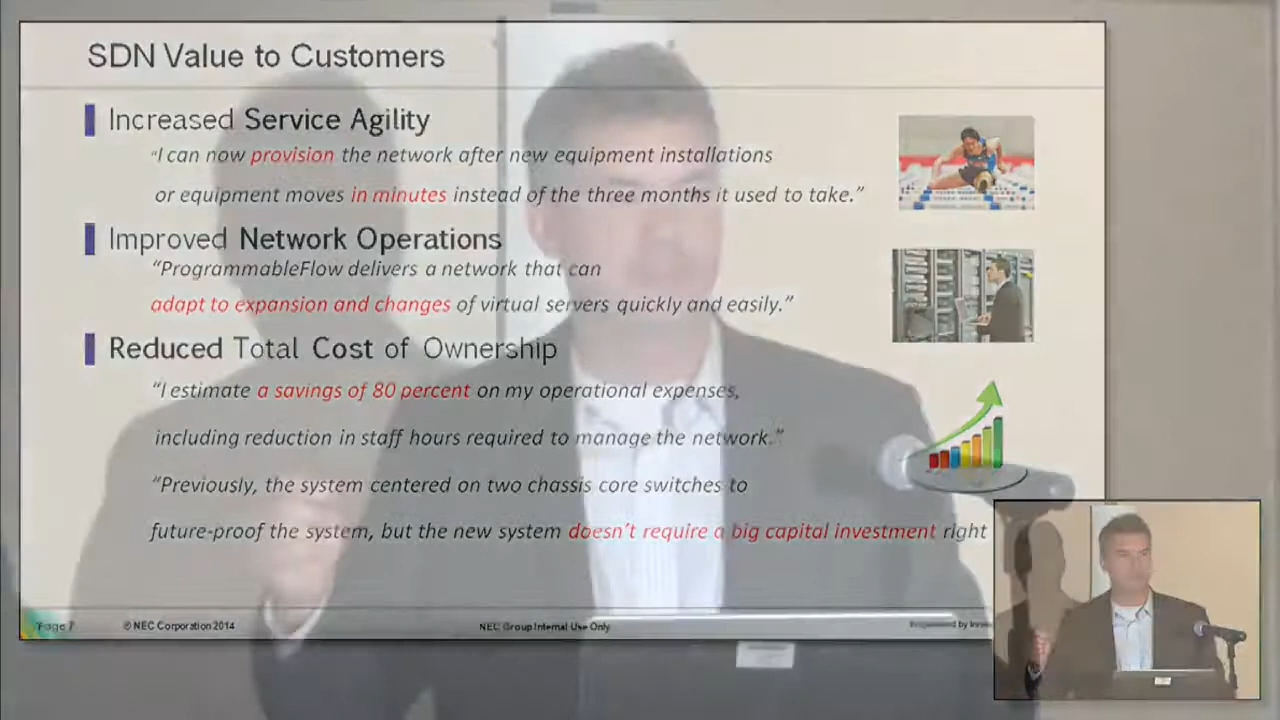 SDN Value to Customers
Increased Service Agility
"I can now provision the network after new equipment installations
or equipment moves in minutes instead of the three months it used to take."
Improved Network Operations
"ProgrammableFlow delivers a network that can
adapt to expansion and changes of virtual servers quickly and easily."
Reduced Total Cost of Ownership
"I estimate a savings of 80 percent on my operational expenses,
including reduction in staff hours required to manage the network."
"Previously, the system centered on two chassis core switches to
future-proof the system, but the new system doesn't require a big capital investment right
Page 7
© NEC Corporation 2014
NEC Group Internal Use Only
by